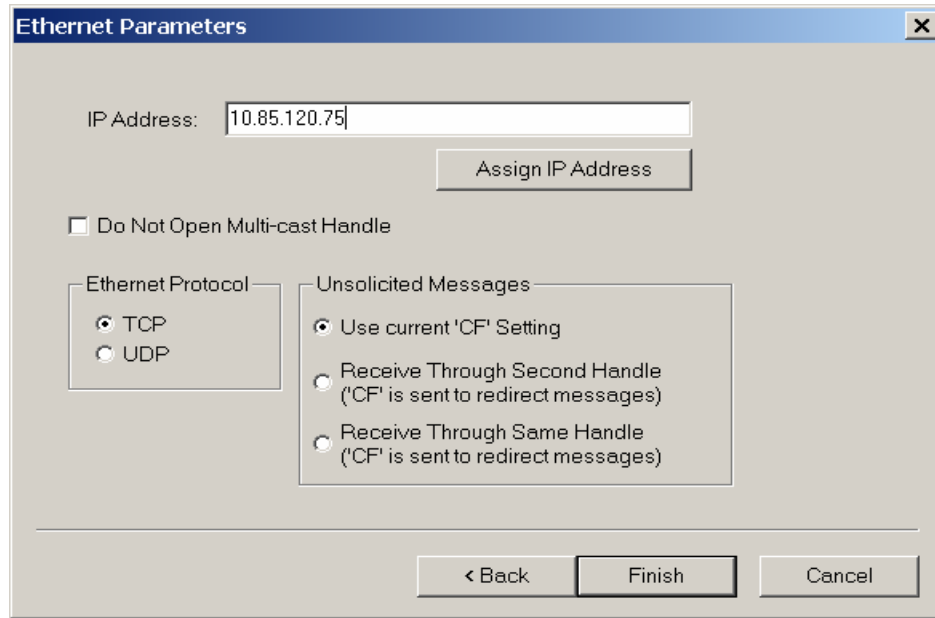 Ethernet Parameters
IP Address: 10.85.120.75
Assign IP Address
Do Not Open Multi-cast Handle
Ethernet Protocol
TCP
UDP
Unsolicited Messages
Use current 'CF' Setting
Receive Through Second Handle
('CF' is sent to redirect messages)
Receive Through Same Handle
('CF' is sent to redirect messages)
< Back Finish Cancel